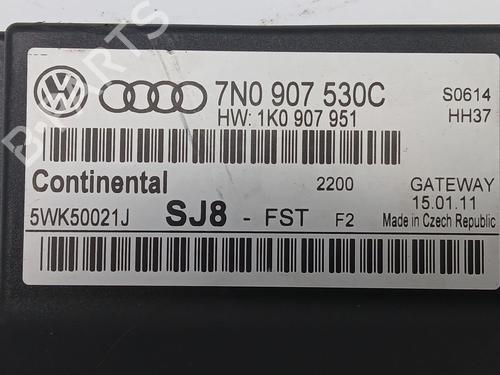 7N0 907 530C
S0614
HW: 1K0 907 951
HH37
Continental
2200
GATEWAY
15.01.11
5WK50021J
SJ8 - FST F2
Made in Czech Republic
B-PARTS